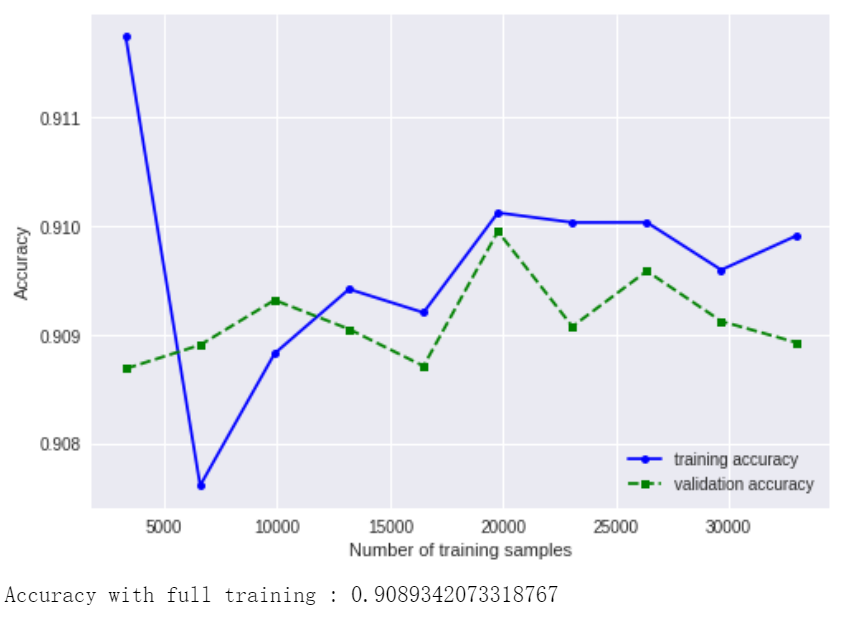 0.911
0.910
0.909
0.908
Accuracy
training accuracy
validation accuracy
5000 10000 15000 20000 25000 30000
Number of training samples
Accuracy with full training : 0.9089342073318767